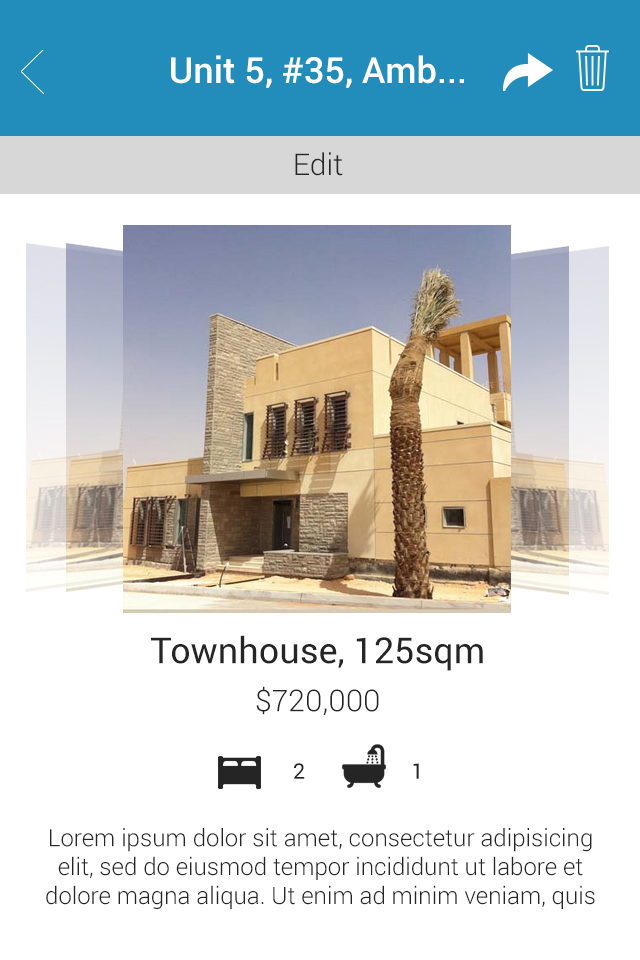 Unit 5, #35, Amb...
Edit
Townhouse, 125sqm
$720,000
2 1
Lorem ipsum dolor sit amet, consectetur adipisicing
elit, sed do eiusmod tempor incididunt ut labore et
dolore magna aliqua. Ut enim ad minim veniam, quis